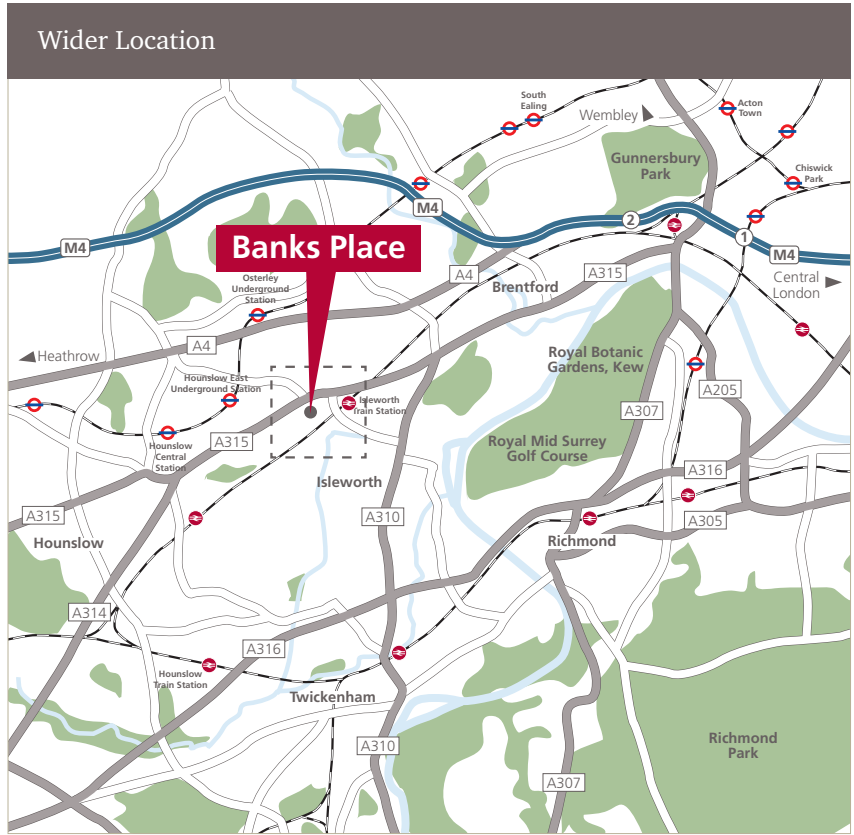 Wider Location
South
Ealing
Wembley
Acton
Town
Gunnersbury
Park
Chiswick
Park
M4
2
1
M4
M4
Banks Place
Central
London
A4
A315
Brentford
Osterley
Underground
Station
A4
Heathrow
Royal Botanic
Gardens, Kew
Hounslow East
Underground Station
A205
Isleworth
Train Station
A307
A315
Hounslow
Central
Station
Royal Mid Surrey
Golf Course
A316
Isleworth
A315
A310
A305
Hounslow
Richmond
A314
A316
Hounslow
Train Station
Twickenham
A310
Richmond
Park
A307